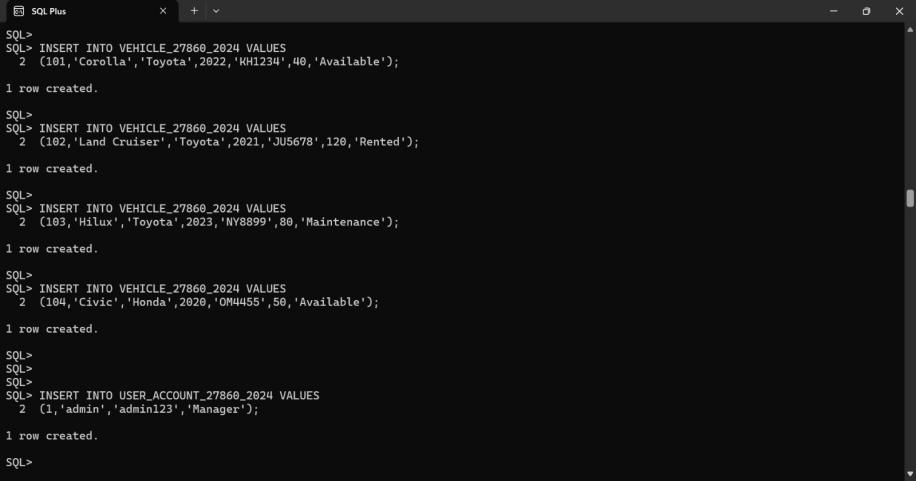 SQL Plus
SQL>
SQL> INSERT INTO VEHICLE_27860_2024 VALUES
2 (101,'Corolla','Toyota',2022,'KH1234',40,'Available');
1 row created.
SQL>
SQL> INSERT INTO VEHICLE_27860_2024 VALUES
2 (102,'Land Cruiser','Toyota',2021,'JU5678',120,'Rented');
1 row created.
SQL>
SQL> INSERT INTO VEHICLE_27860_2024 VALUES
2 (103,'Hilux','Toyota',2023,'NY8899',80,'Maintenance');
1 row created.
SQL>
SQL> INSERT INTO VEHICLE_27860_2024 VALUES
2 (104,'Civic','Honda',2020,'OM4455',50,'Available');
1 row created.
SQL>
SQL>
SQL>
SQL> INSERT INTO USER_ACCOUNT_27860_2024 VALUES
2 (1,'admin','admin123','Manager');
1 row created.
SQL>